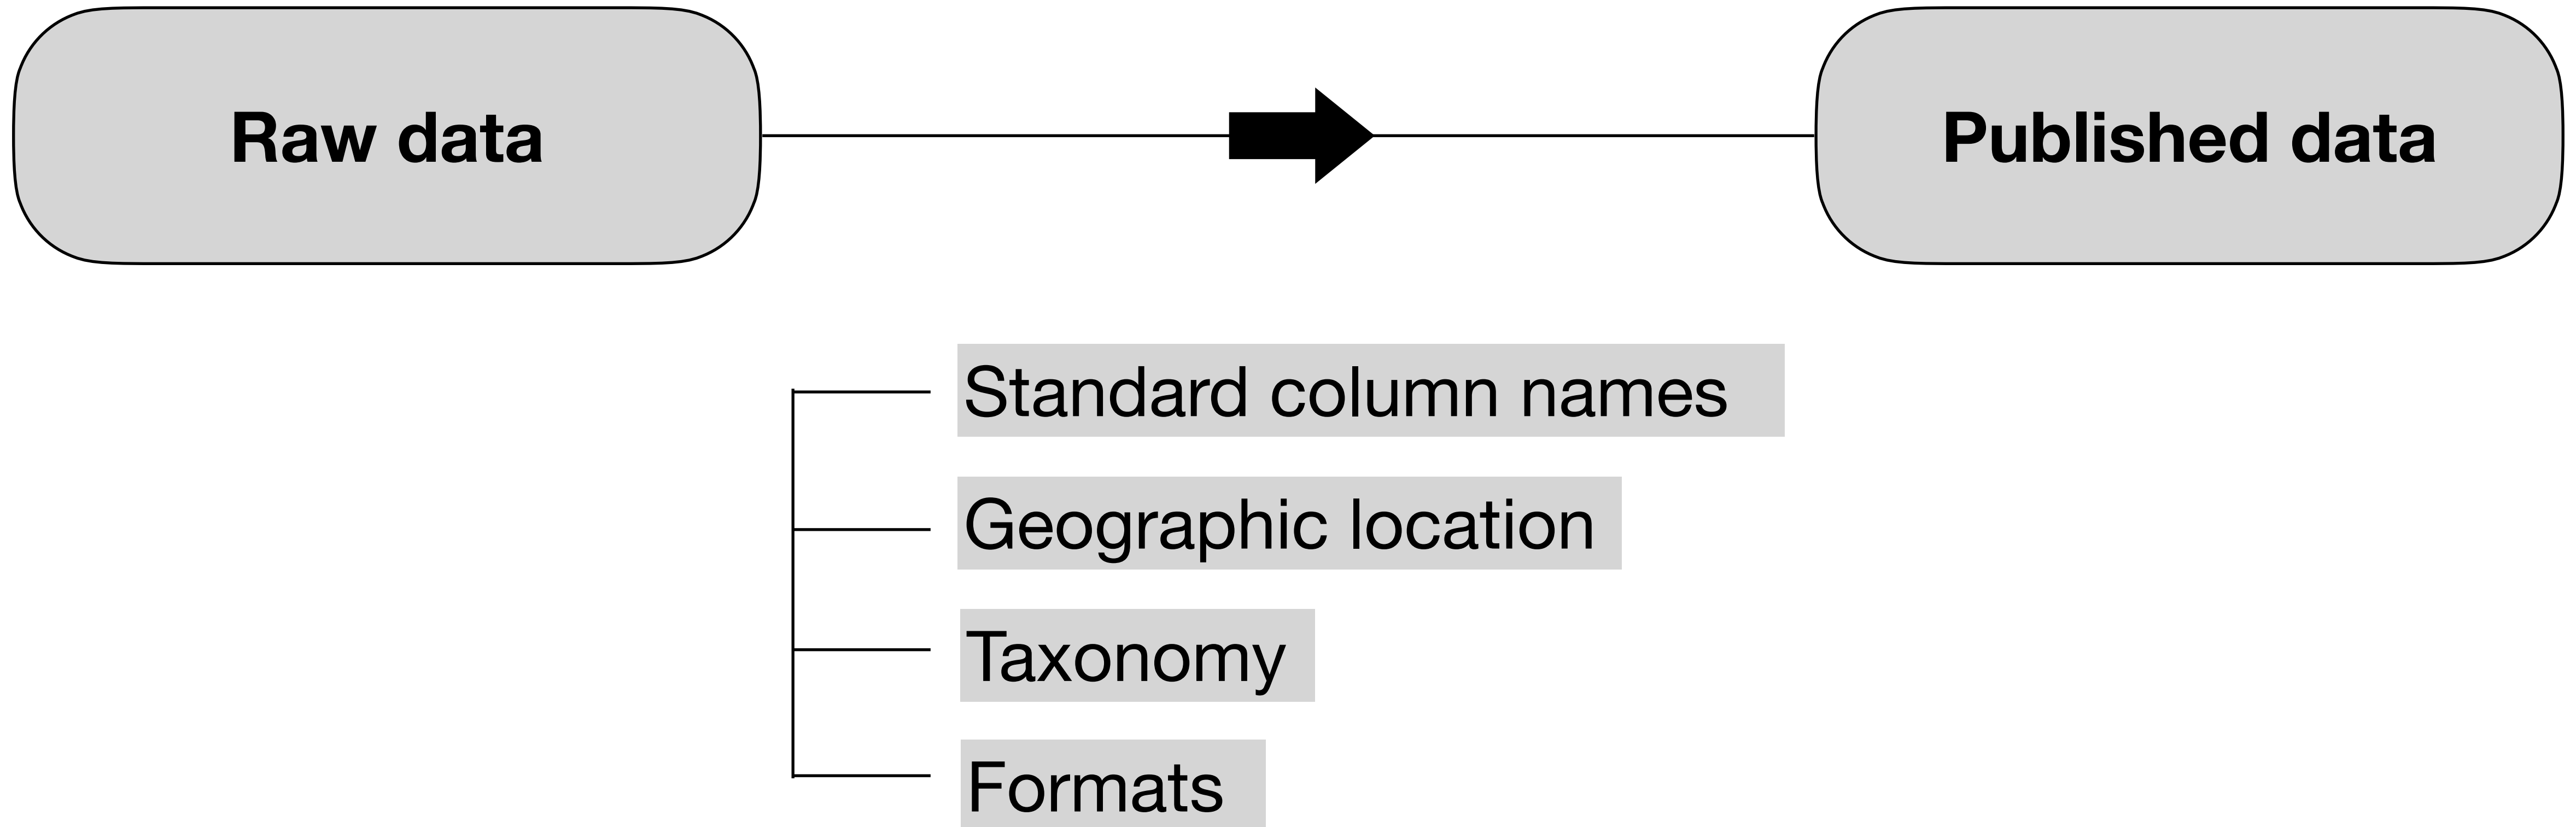 Raw data
Published data
Standard column names
Geographic location
Taxonomy
Formats